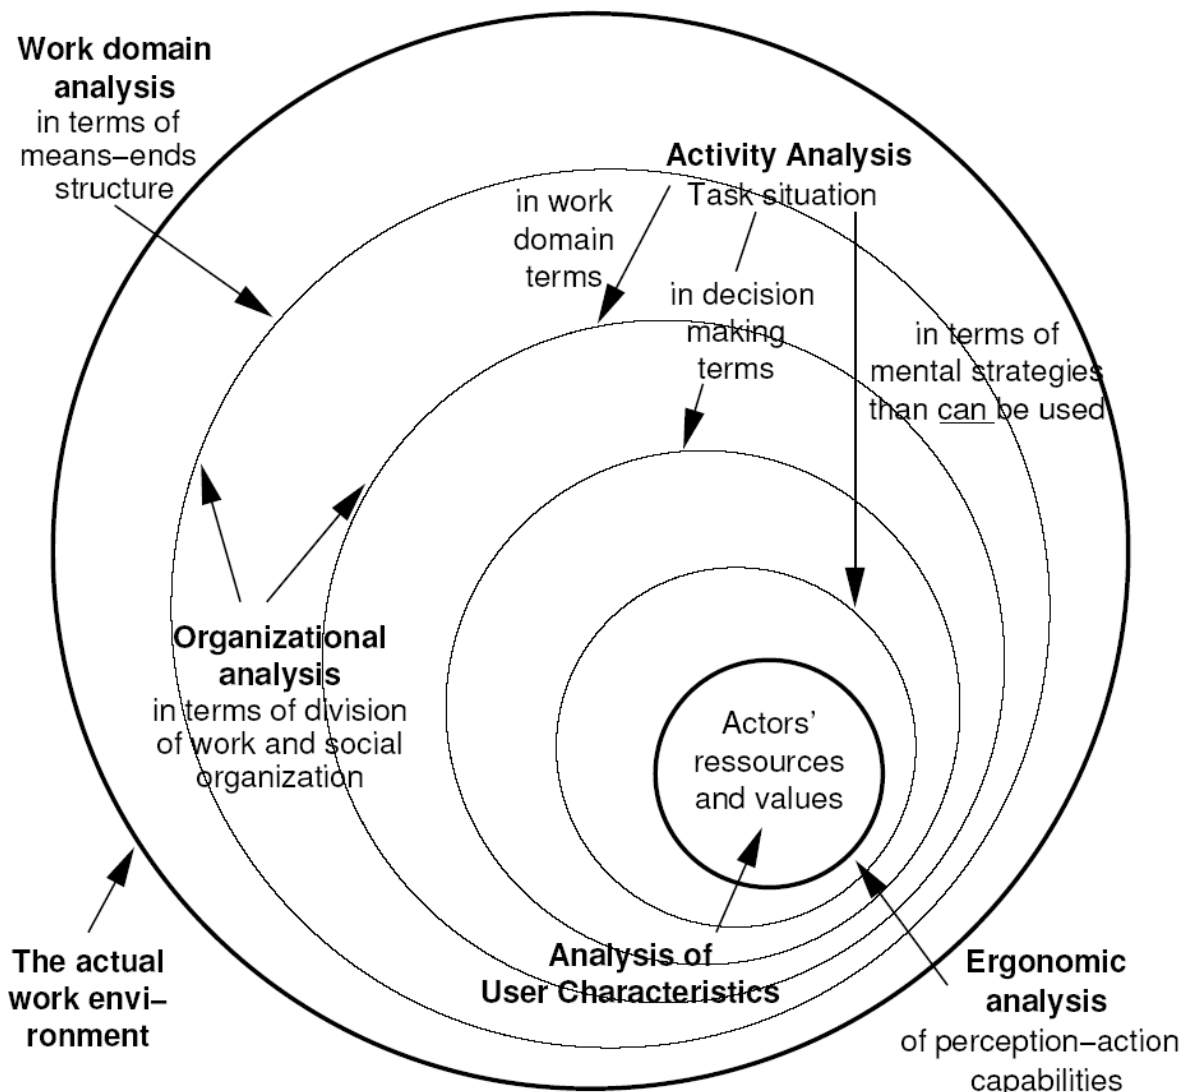 Work domain
analysis
in terms of
means–ends
structure
Activity Analysis
Task situation
in work
domain
terms
in decision
making
terms
in terms of
mental strategies
than can be used
Organizational
analysis
in terms of division
of work and social
organization
Actors’
ressources
and values
The actual
work envi–
ronment
Analysis of
User Characteristics
Ergonomic
analysis
of perception–action
capabilities